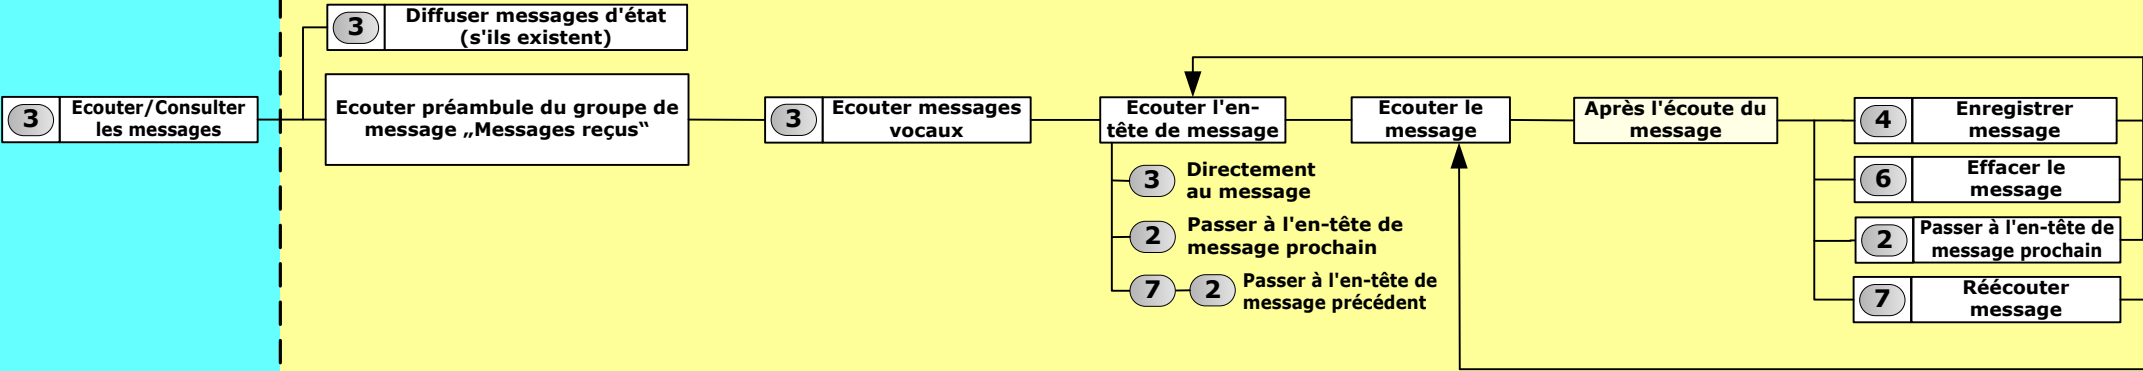 3
Ecouter/Consulter
les messages
3
Diffuser messages d'état
(s'ils existent)
Ecouter préambule du groupe de
message „Messages reçus“
3
Ecouter messages
vocaux
Ecouter l'en-
tête de message
3
Directement
au message
2
Passer à l'en-tête de
message prochain
7
2
Passer à l'en-tête de
message précédent
Ecouter le
message
Après l'écoute du
message
4
Enregistrer
message
6
Effacer le
message
2
Passer à l'en-tête de
message prochain
7
Réécouter
message